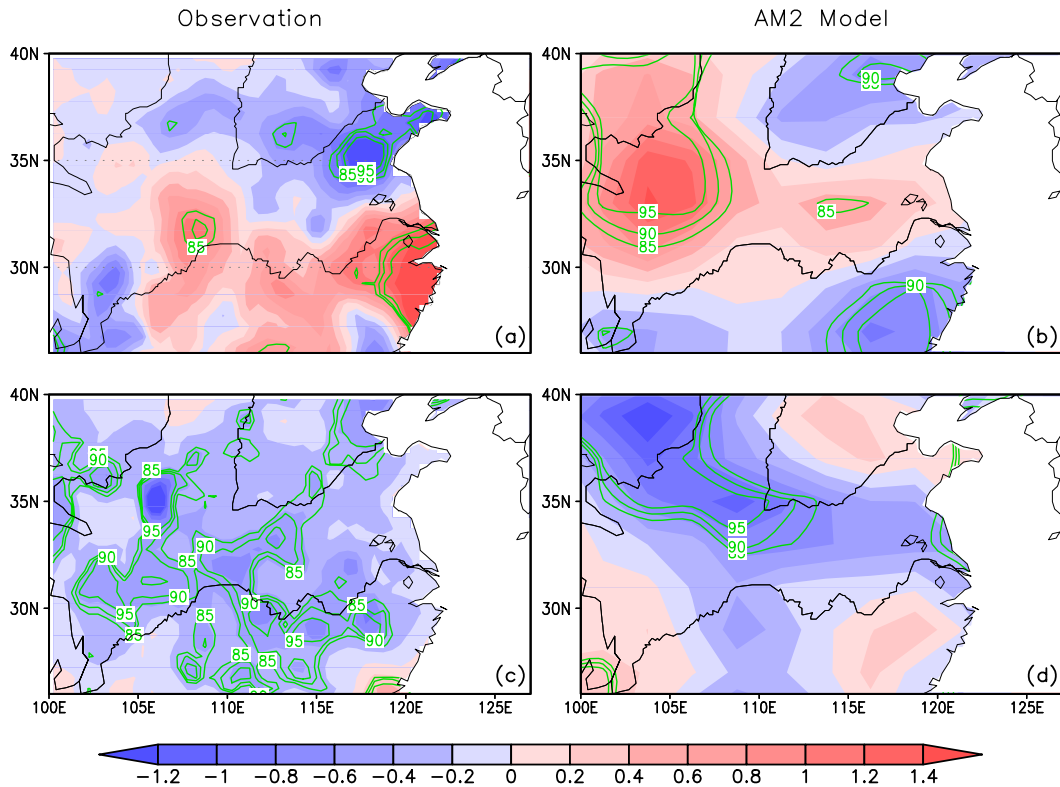 Observation AM2 Model
40N 40N
90
80
35N 95 85 90 35N
95
85 90
85 85
30N 30N
90
(a) (b)
40N 40N
95
90 85
35N 35N
95 95
90 90 90
85 85 80
30N 90 90 85 30N
95 85
85 95 90
85 85
90
(c) (d)
100E 105E 110E 115E 120E 125E 105E 110E 115E 120E 125E
−1.2 −1 −0.8 −0.6 −0.4 −0.2 0 0.2 0.4 0.6 0.8 1 1.2 1.4